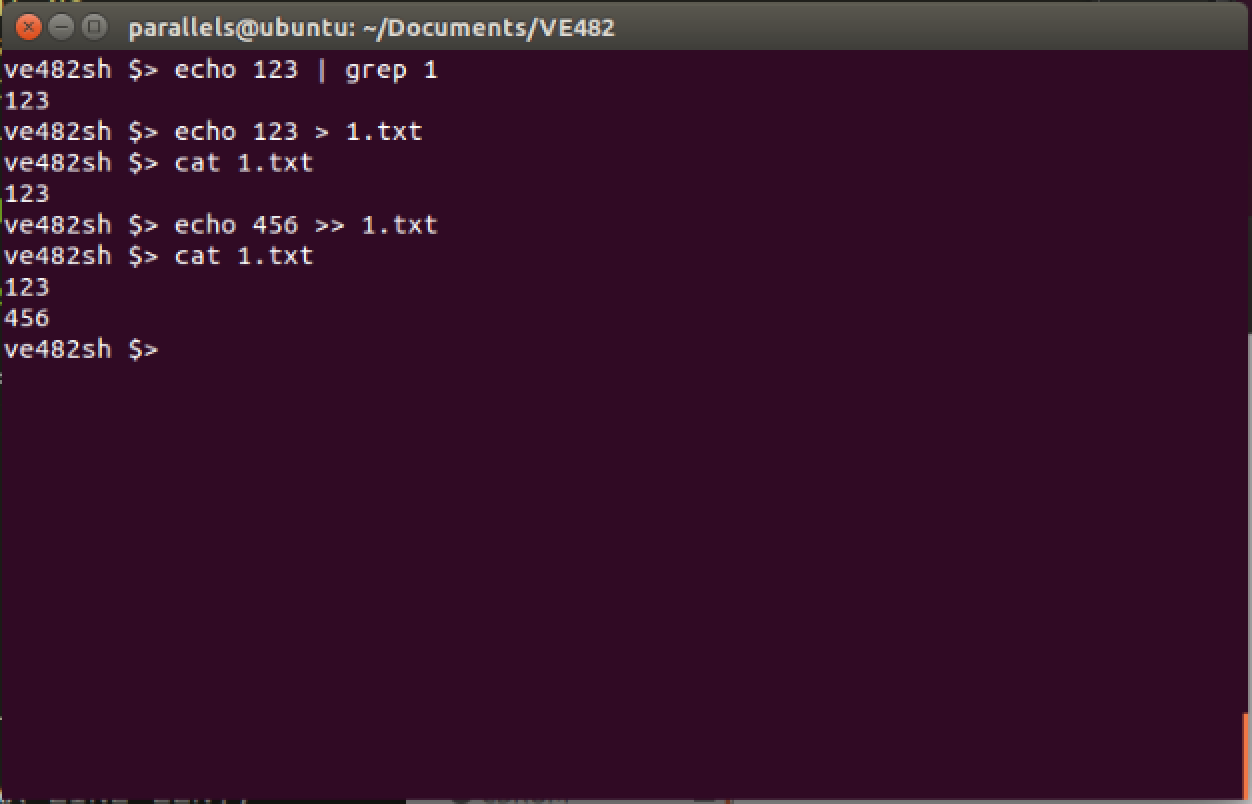 parallels@ubuntu: ~/Documents/VE482
ve482sh $> echo 123 | grep 1
123
ve482sh $> echo 123 > 1.txt
ve482sh $> cat 1.txt
123
ve482sh $> echo 456 >> 1.txt
ve482sh $> cat 1.txt
123
456
ve482sh $>